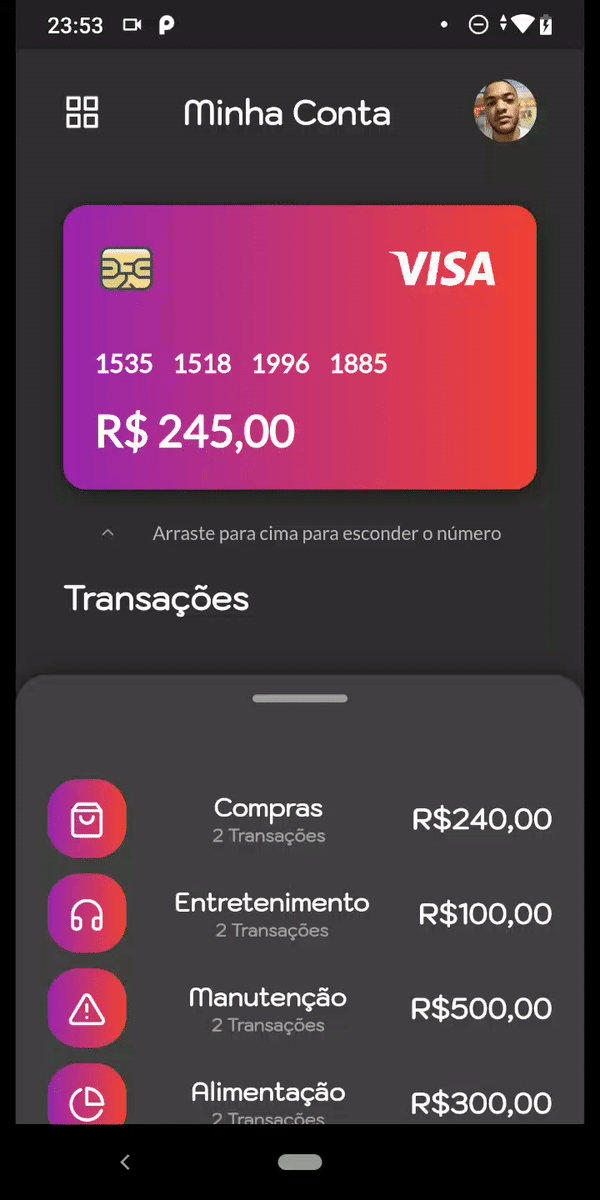 23:53
Minha Conta
VISA
1535 1518 1996 1885
R$ 245,00
Arraste para cima para esconder o número
Transações
Compras
2 Transações
R$240,00
Entretenimento
2 Transações
R$100,00
Manutenção
2 Transações
R$500,00
Alimentação
2 Transações
R$300,00